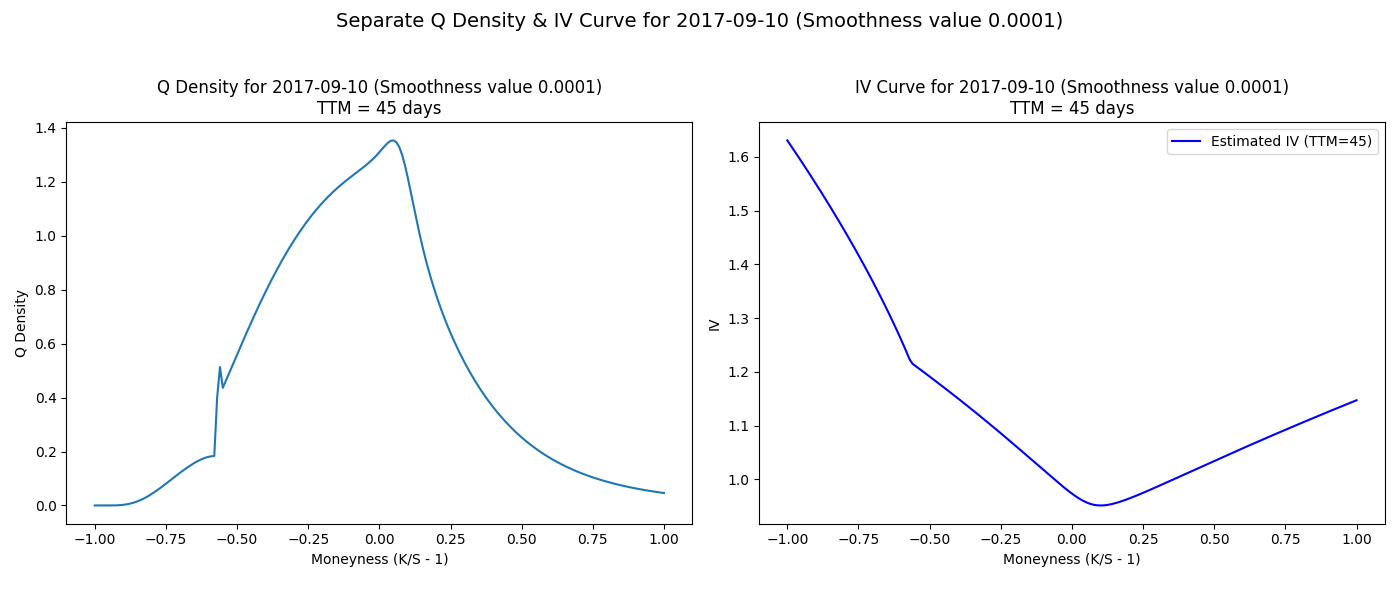 Separate Q Density & IV Curve for 2017-09-10 (Smoothness value 0.0001)
Q Density for 2017-09-10 (Smoothness value 0.0001)
TTM = 45 days
1.4
1.2
1.0
0.8
0.6
0.4
0.2
0.0
Q Density
−1.00 −0.75 −0.50 −0.25 0.00 0.25 0.50 0.75 1.00
Moneyness (K/S - 1)
IV Curve for 2017-09-10 (Smoothness value 0.0001)
TTM = 45 days
Estimated IV (TTM=45)
1.6
1.5
1.4
1.3
1.2
1.1
1.0
IV
−1.00 −0.75 −0.50 −0.25 0.00 0.25 0.50 0.75 1.00
Moneyness (K/S - 1)